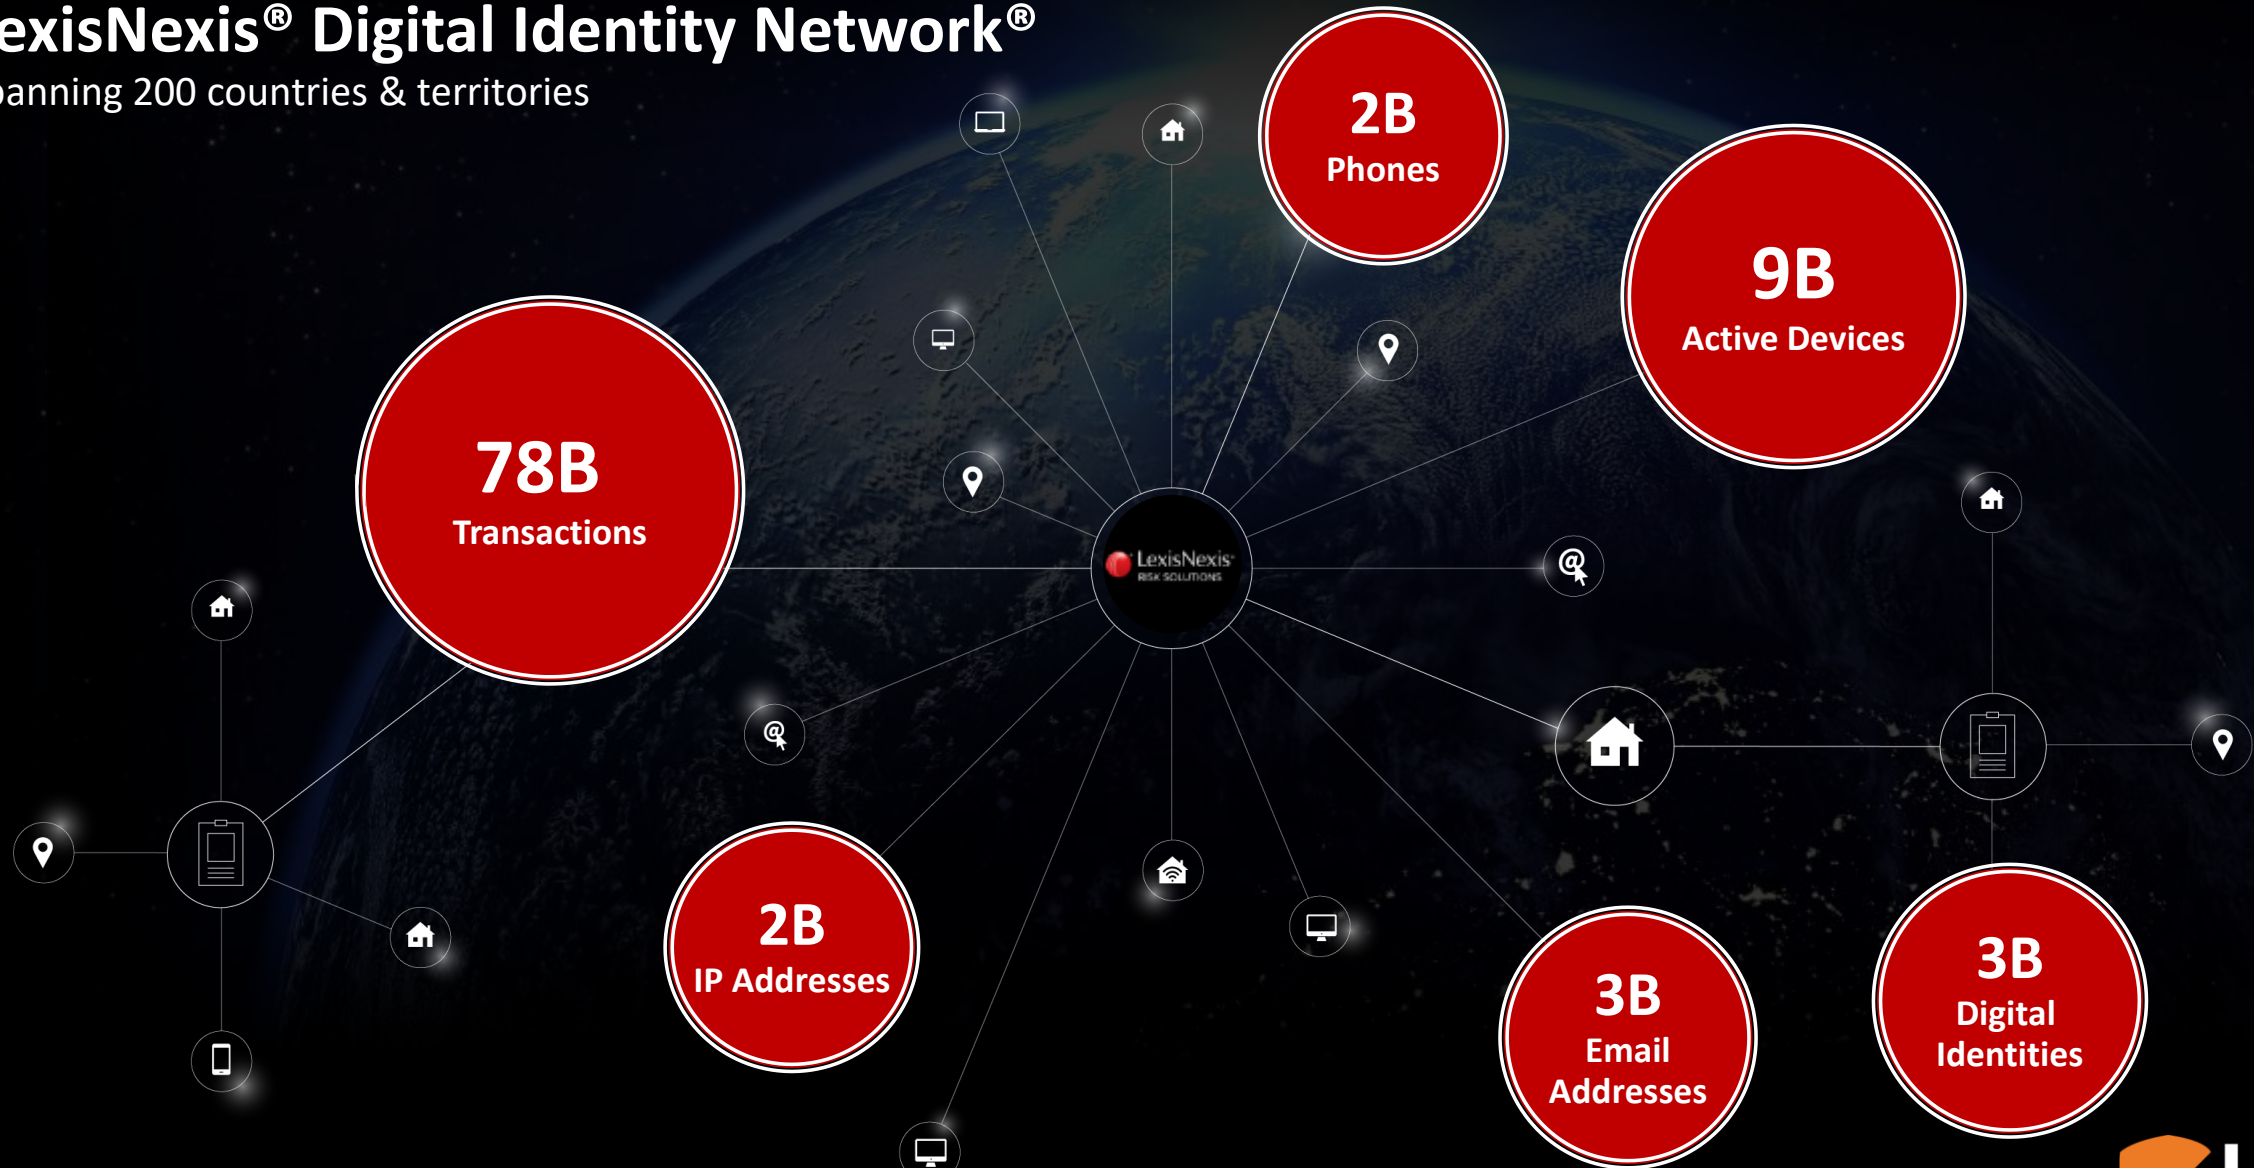 exisNexis® Digital Identity Network®
panning 200 countries & territories
2B
Phones
9B
Active Devices
78B
Transactions
LexisNexis®
RISK SOLUTIONS
2B
IP Addresses
3B
Email
Addresses
3B
Digital
Identities